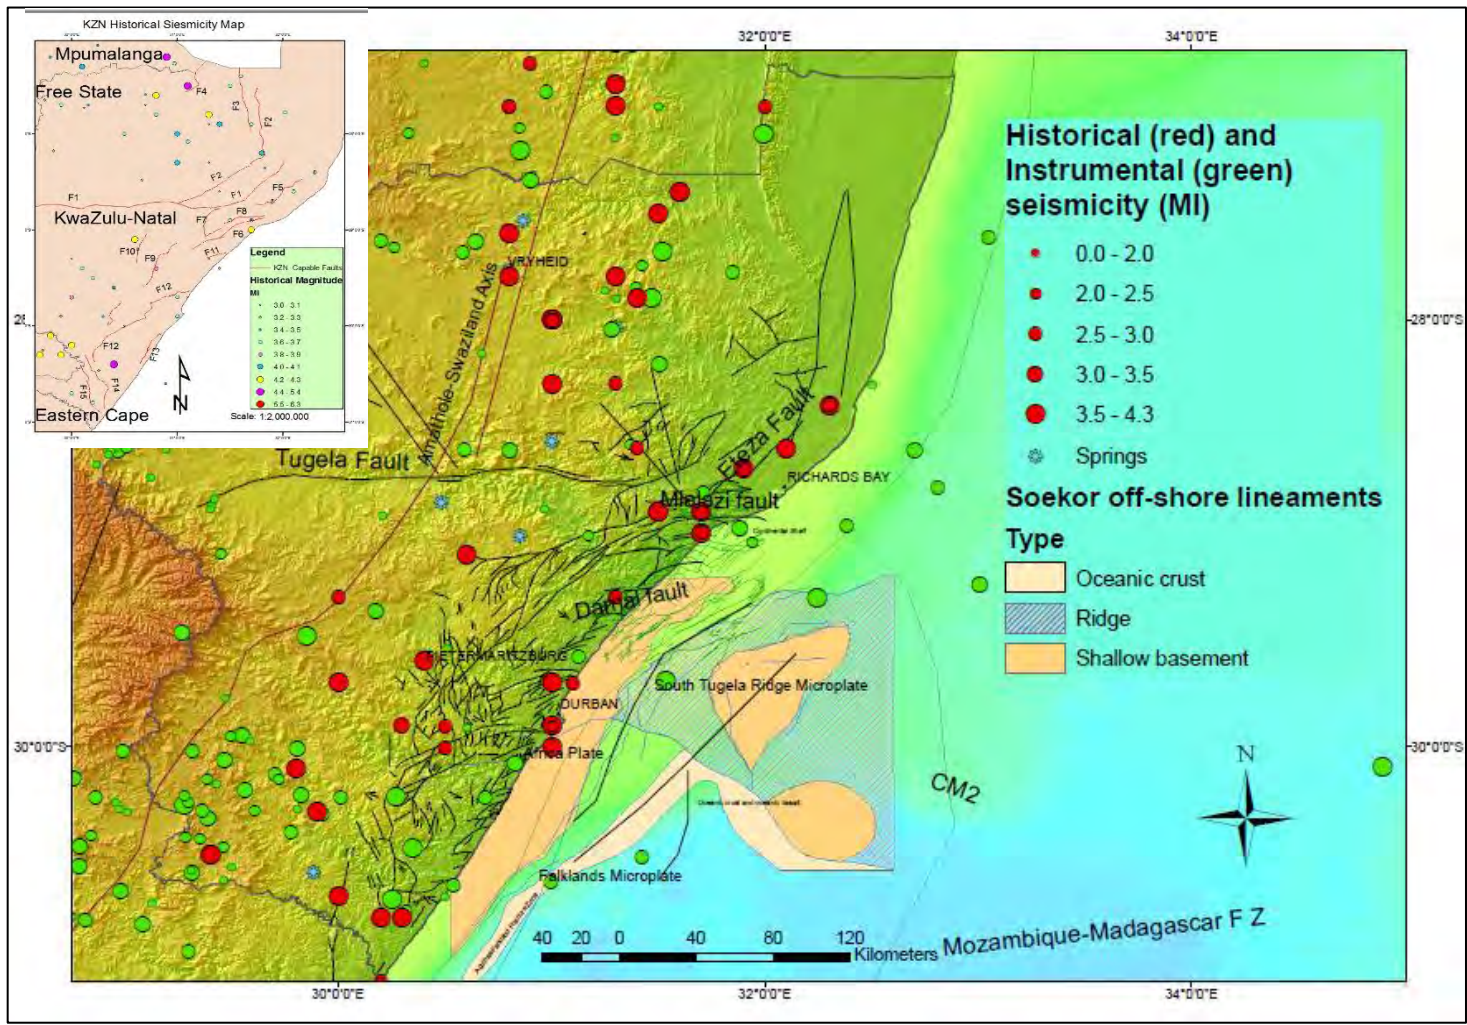 KZN Historical Siesmicity Map
Mpumalanga
Free State
F4
F3
F2
F2
F1
F1
F5
KwaZulu-Natal
F7
F8
F6
F10
F9
F11
F12
F12
F13
F14
F15
Eastern Cape
N
Legend
KZN Capable Faults
Historical Magnitude
Ml
3.0 - 3.1
3.2 - 3.3
3.4 - 3.5
3.6 - 3.7
3.8 - 3.9
4.0 - 4.1
4.2 - 4.3
4.4 - 5.4
5.5 - 6.3
Scale: 1:2,000,000
32°0'0"E
34°0'0"E
28°0'0"S
30°0'0"S
30°0'0"S
30°0'0"E
32°0'0"E
34°0'0"E
VRYHEID
Amathole Swaziland Axis
Tugela Fault
Eteza Fault
RICHARDS BAY
Mlalazi fault
Continental Shelf
Damal fault
PIETERMARITZBURG
DURBAN
Africa Plate
South Tugela Ridge Microplate
Falklands Microplate
CM2
Mozambique-Madagascar F Z
40 20 0 40 80 120
Kilometers
Historical (red) and
Instrumental (green)
seismicity (Ml)
0.0 - 2.0
2.0 - 2.5
2.5 - 3.0
3.0 - 3.5
3.5 - 4.3
Springs
Soekor off-shore lineaments
Type
Oceanic crust
Ridge
Shallow basement
N